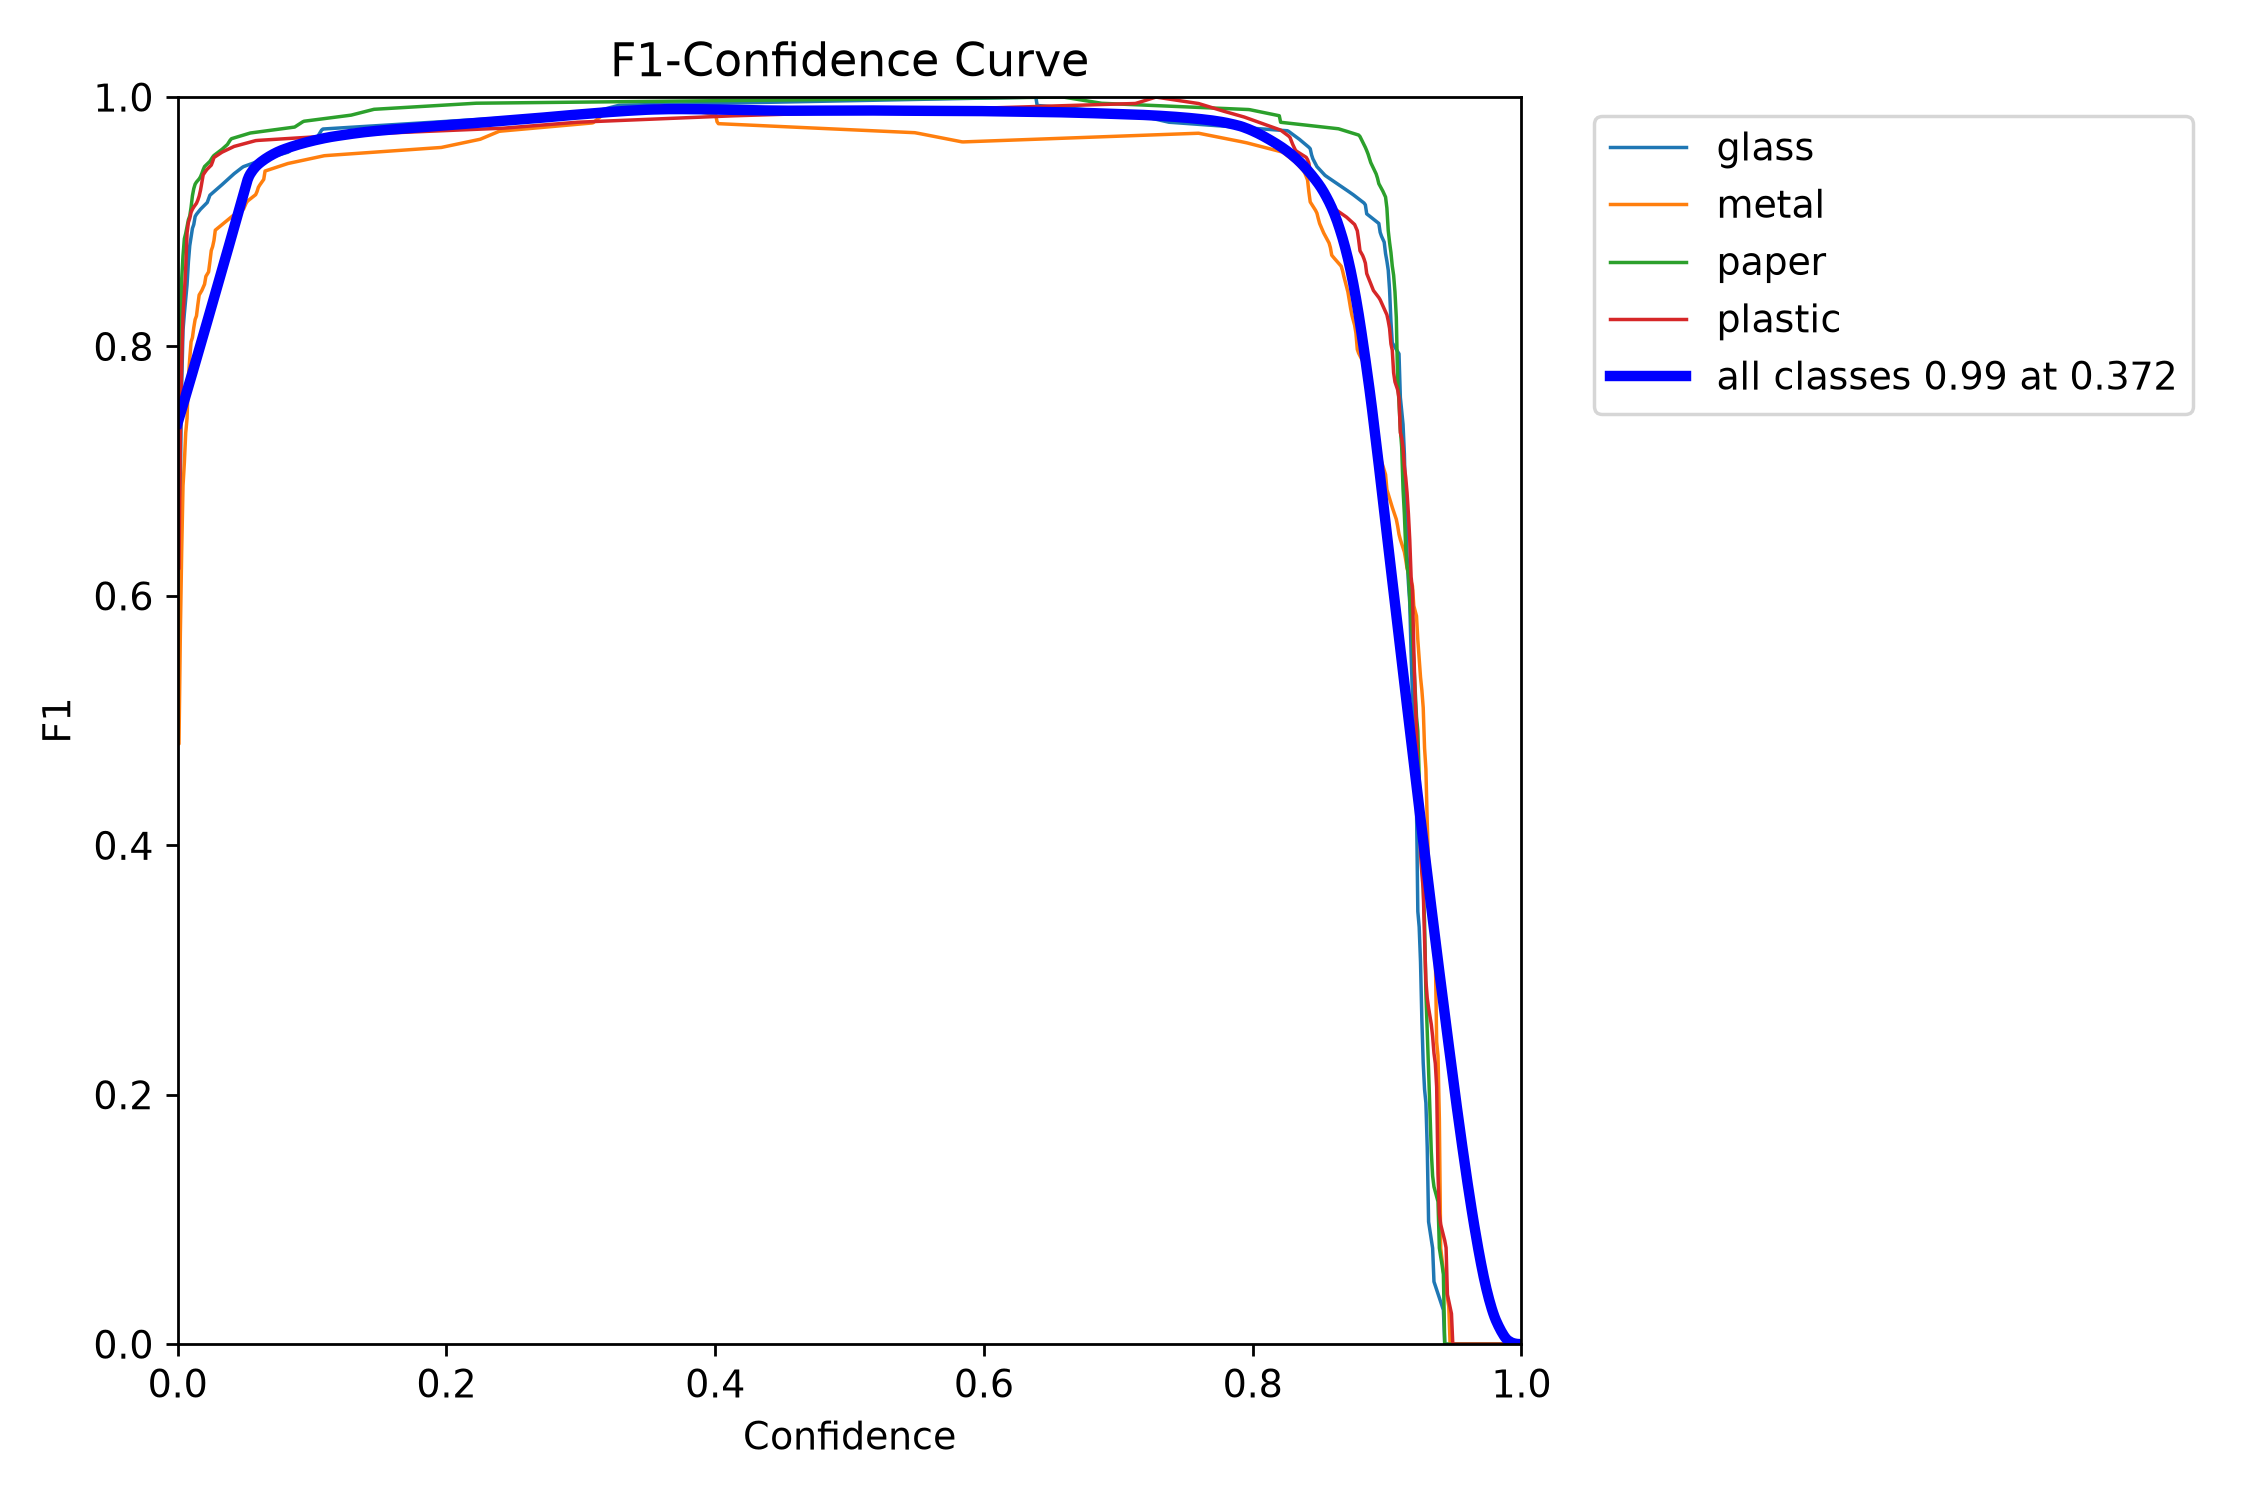 F1-Confidence Curve
1.0
0.8
0.6
0.4
0.2
0.0
F1
0.0 0.2 0.4 0.6 0.8 1.0
Confidence
glass
metal
paper
plastic
all classes 0.99 at 0.372